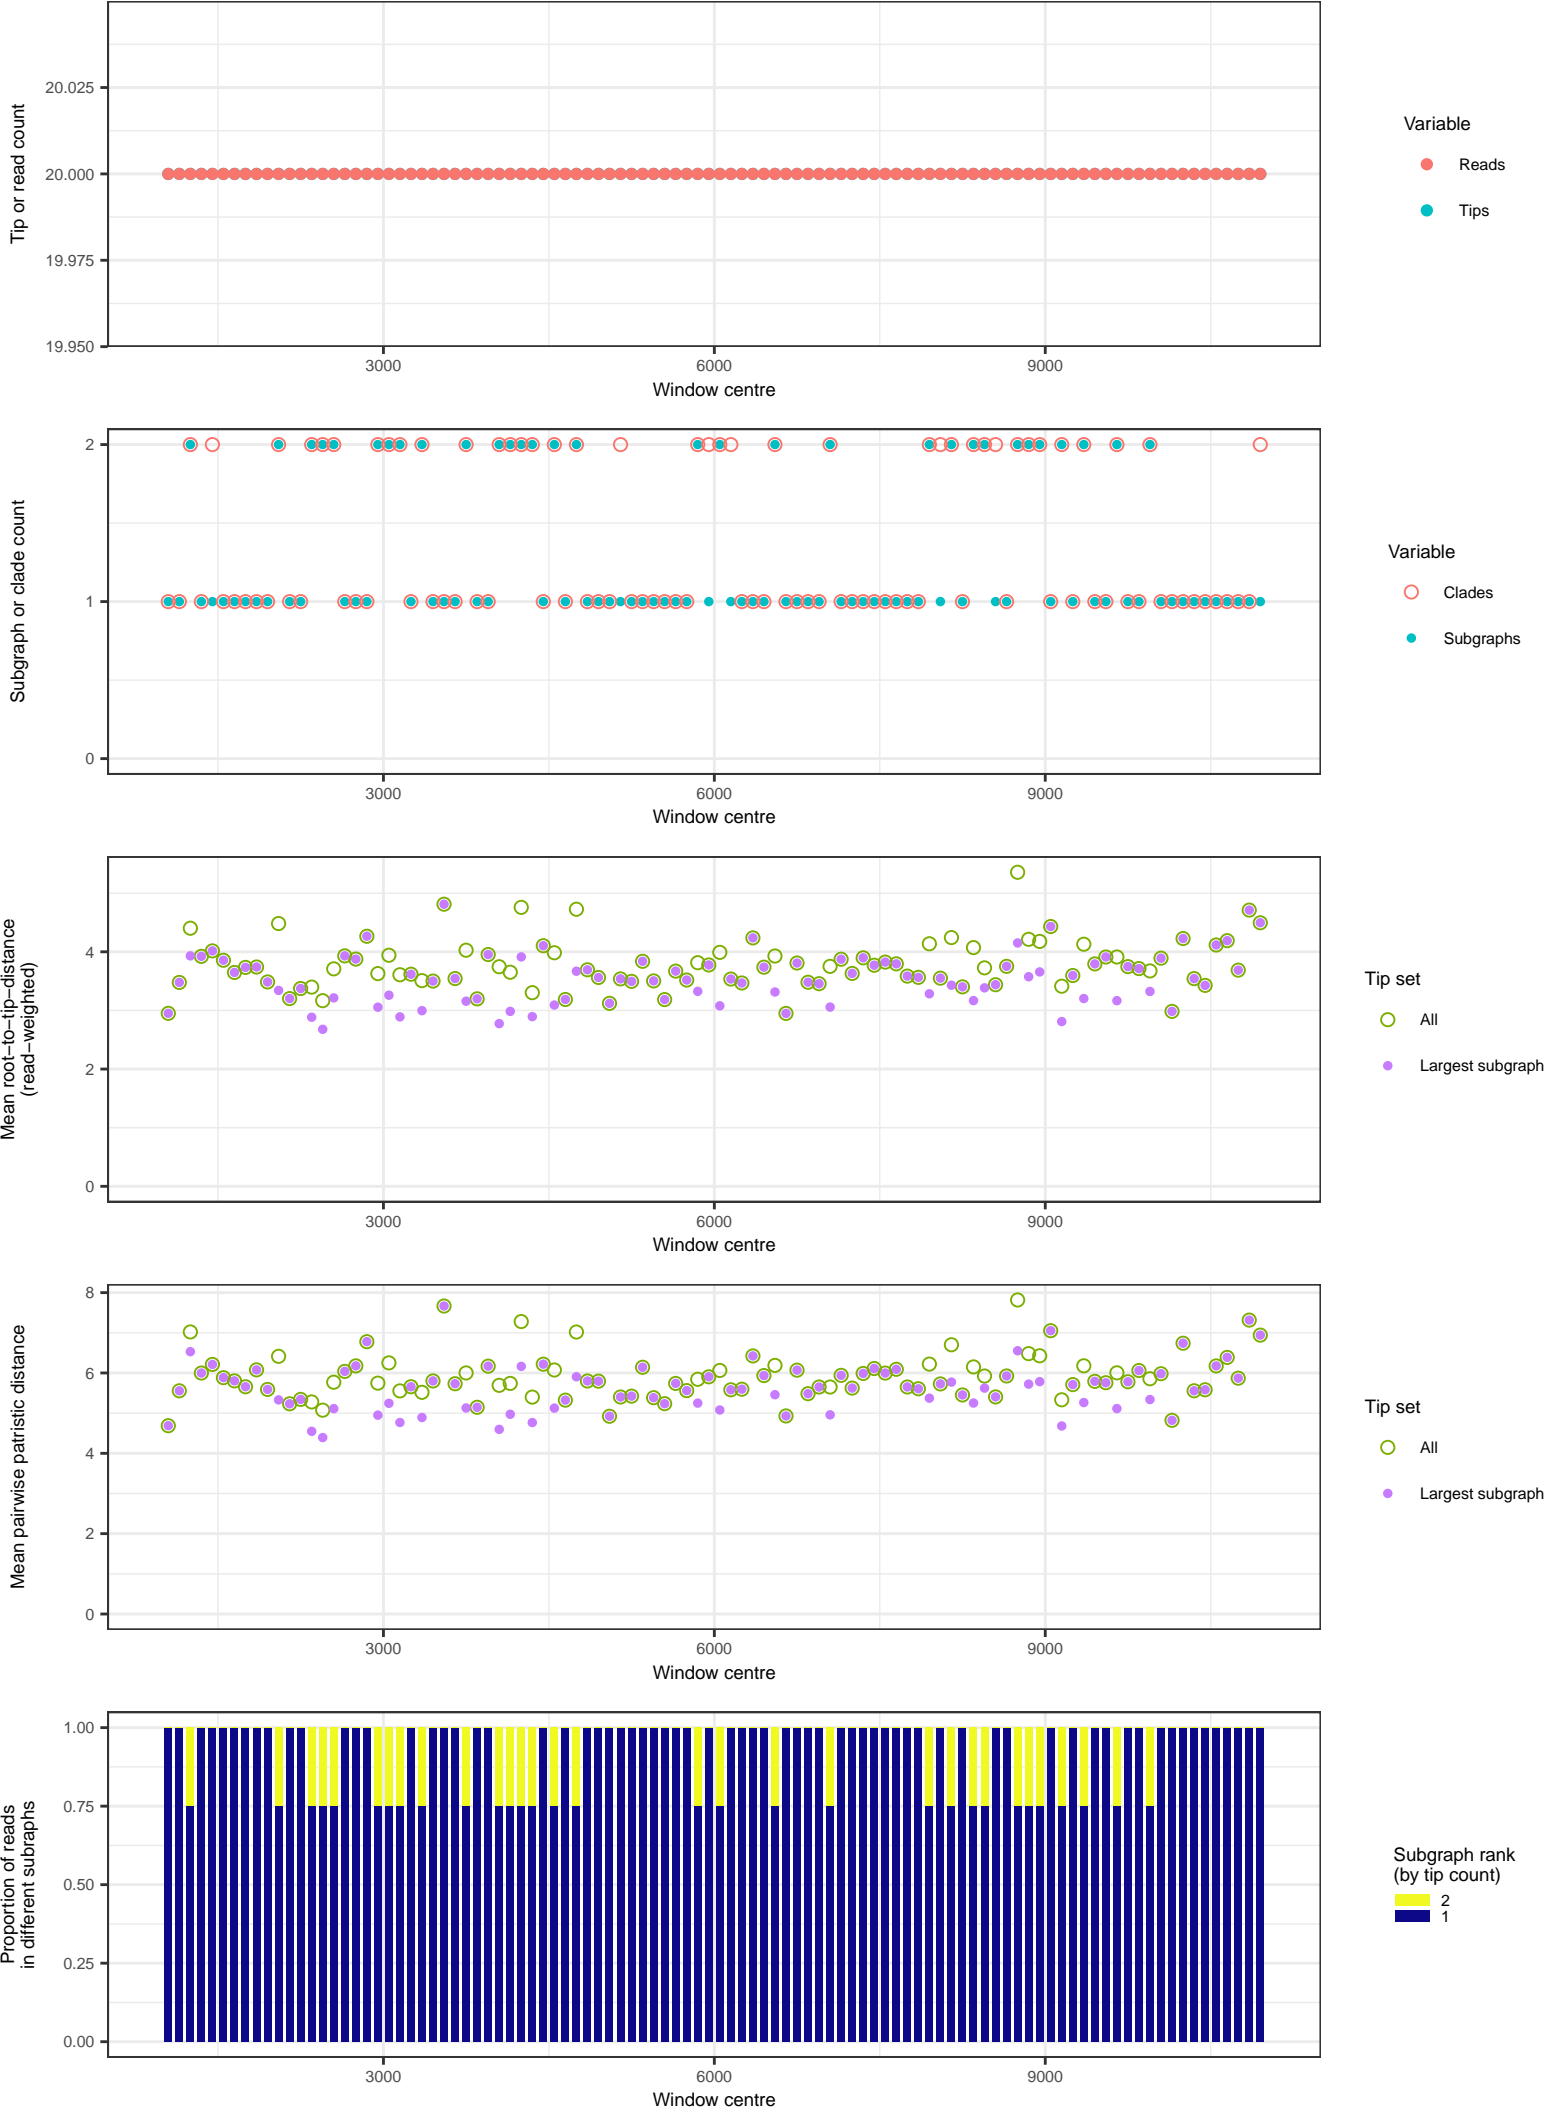 Tip or read count
20.025
20.000
19.975
19.950
3000
6000
9000
Window centre
Variable
Reads
Tips
Subgraph or clade count
2
1
0
3000
6000
9000
Window centre
Variable
Clades
Subgraphs
Mean root−to−tip−distance
(read−weighted)
4
2
0
3000
6000
9000
Window centre
Tip set
All
Largest subgraph
Mean pairwise patristic distance
8
6
4
2
0
3000
6000
9000
Window centre
Tip set
All
Largest subgraph
Proportion of reads
in different subraphs
1.00
0.75
0.50
0.25
0.00
3000
6000
9000
Window centre
Subgraph rank
(by tip count)
2
1